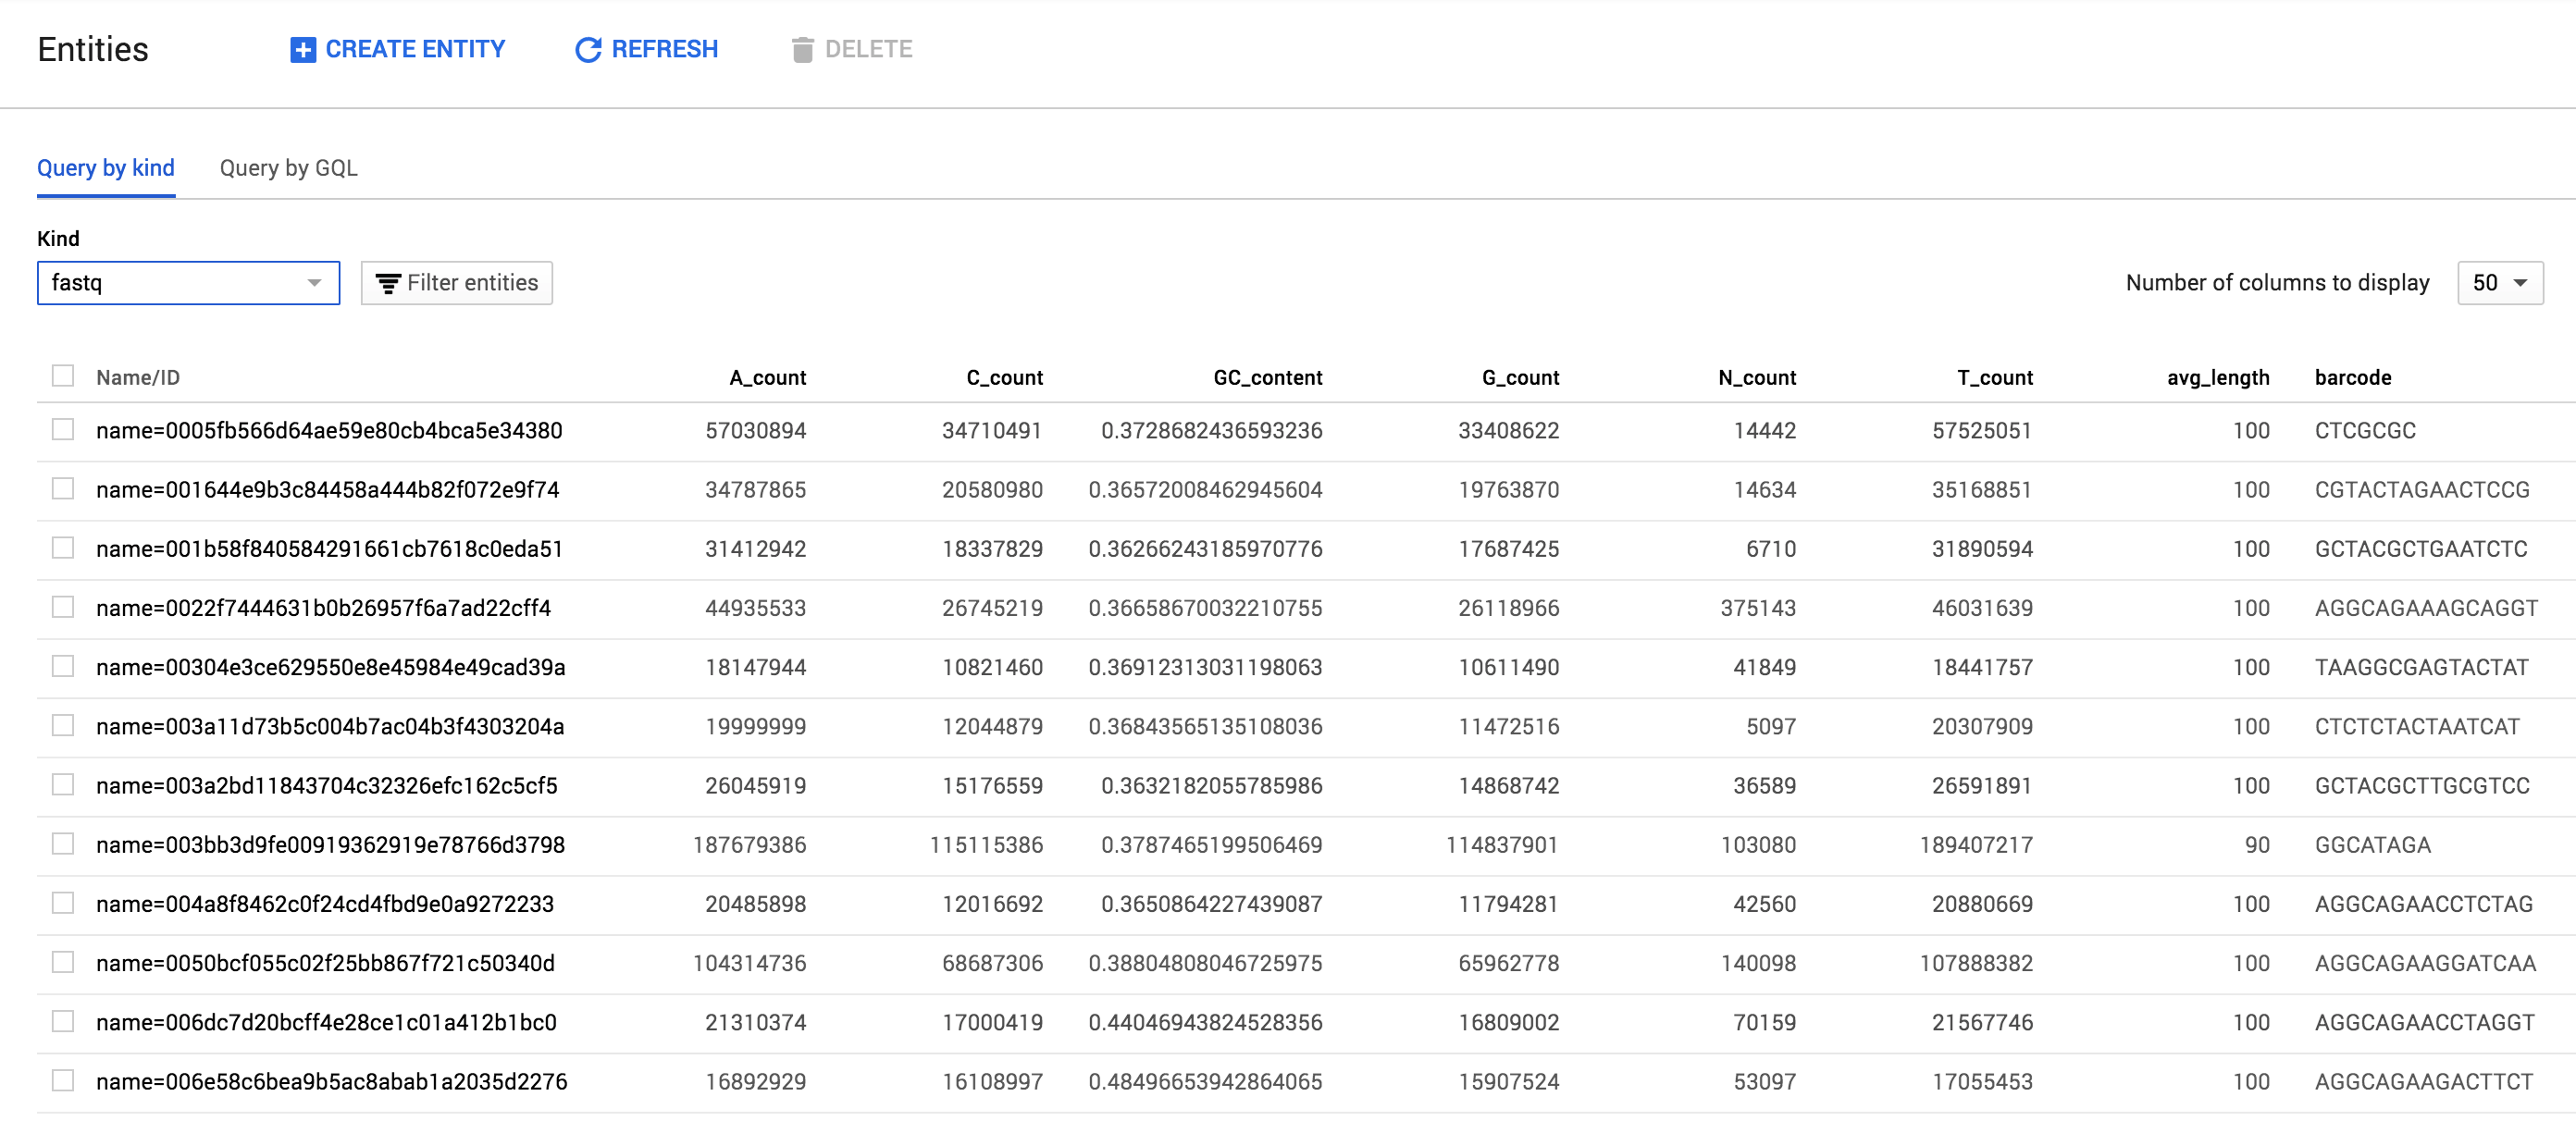 Entities CREATE ENTITY REFRESH DELETE
Query by kind Query by GQL
Kind
fastq Filter entities Number of columns to display 50
Name/ID A_count C_count GC_content G_count N_count T_count avg_length barcode
name=0005fb566d64ae59e80cb4bca5e34380 57030894 34710491 0.3728682436593236 33408622 14442 57525051 100 CTCGCGC
name=001644e9b3c84458a444b82f072e9f74 34787865 20580980 0.36572008462945604 19763870 14634 35168851 100 CGTACTAGAACTCCG
name=001b58f840584291661cb7618c0eda51 31412942 18337829 0.36266243185970776 17687425 6710 31890594 100 GCTACGCTGAATCTC
name=0022f7444631b0b26957f6a7ad22cff4 44935533 26745219 0.36658670032210755 26118966 375143 46031639 100 AGGCAGAAAGCAGGT
name=00304e3ce629550e8e45984e49cad39a 18147944 10821460 0.36912313031198063 10611490 41849 18441757 100 TAAGGCGAGTACTAT
name=003a11d73b5c004b7ac04b3f4303204a 19999999 12044879 0.36843565135108036 11472516 5097 20307909 100 CTCTCTACTAATCAT
name=003a2bd11843704c32326efc162c5cf5 26045919 15176559 0.3632182055785986 14868742 36589 26591891 100 GCTACGCTTGCGTCC
name=003bb3d9fe00919362919e78766d3798 187679386 115115386 0.3787465199506469 114837901 103080 189407217 90 GGCATAGA
name=004a8f8462c0f24cd4fbd9e0a9272233 20485898 12016692 0.3650864227439087 11794281 42560 20880669 100 AGGCAGAACCTCTAG
name=0050bcf055c02f25bb867f721c50340d 104314736 68687306 0.38804808046725975 65962778 140098 107888382 100 AGGCAGAAGGATCAA
name=006dc7d20bcff4e28ce1c01a412b1bc0 21310374 17000419 0.44046943824528356 16809002 70159 21567746 100 AGGCAGAACCTAGGT
name=006e58c6bea9b5ac8abab1a2035d2276 16892929 16108997 0.48496653942864065 15907524 53097 17055453 100 AGGCAGAAGACTTCT